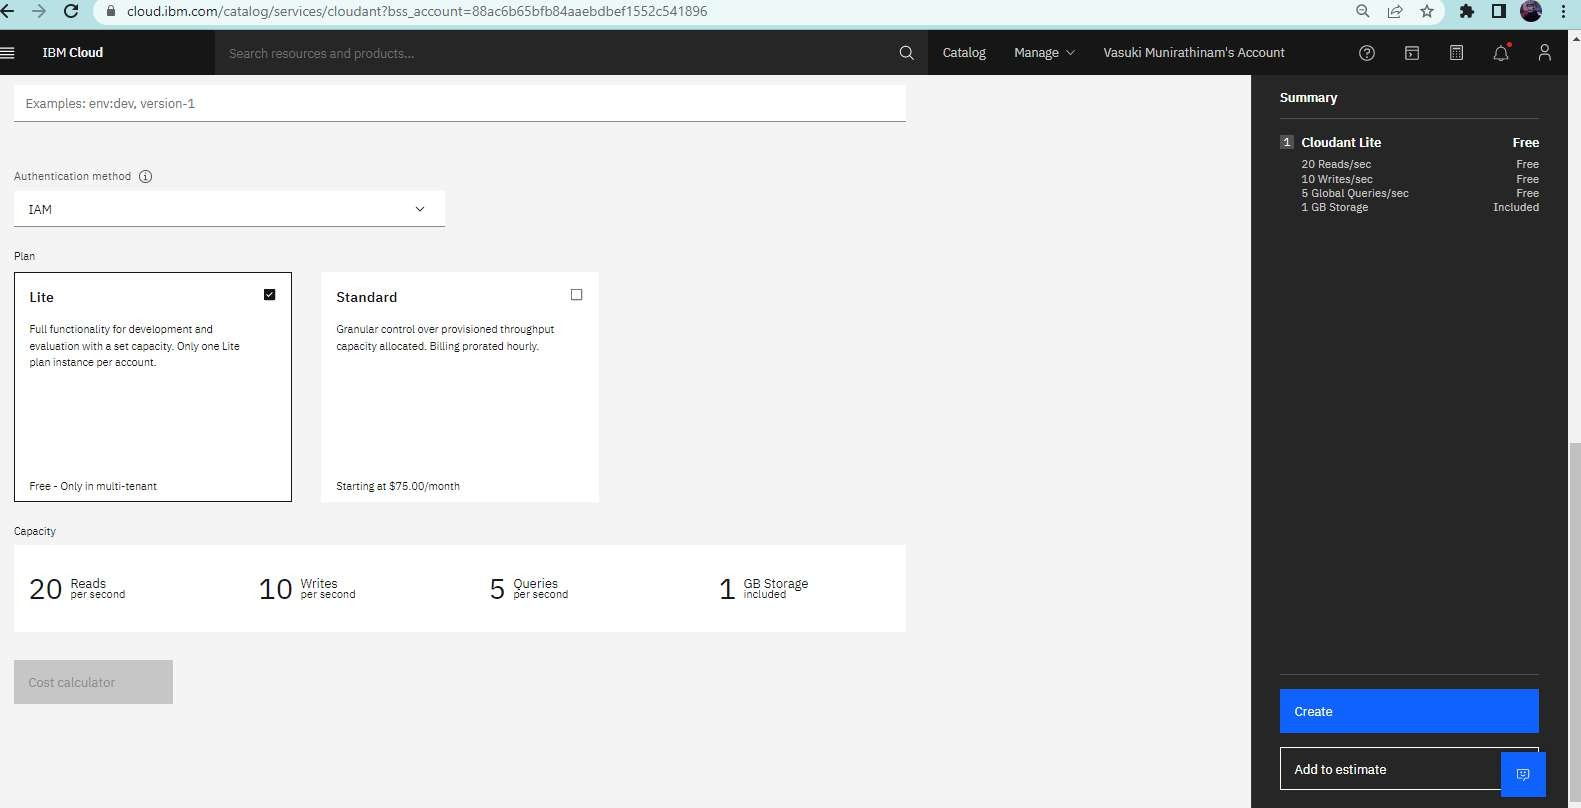 cloud.ibm.com/catalog/services/cloudant?bss_account=88ac6b65bfb84aaebdbef1552c541896
IBM Cloud
Search resources and products...
Catalog
Manage
Vasuki Munirathinam's Account
Examples: env:dev, version-1
Authentication method
IAM
Plan
Lite
Full functionality for development and
evaluation with a set capacity. Only one Lite
plan instance per account.
Free - Only in multi-tenant
Standard
Granular control over provisioned throughput
capacity allocated. Billing prorated hourly.
Starting at $75.00/month
Capacity
20 Reads
per second
10 Writes
per second
5 Queries
per second
1 GB Storage
included
Cost calculator
Summary
1 Cloudant Lite Free
20 Reads/sec Free
10 Writes/sec Free
5 Global Queries/sec Free
1 GB Storage Included
Create
Add to estimate